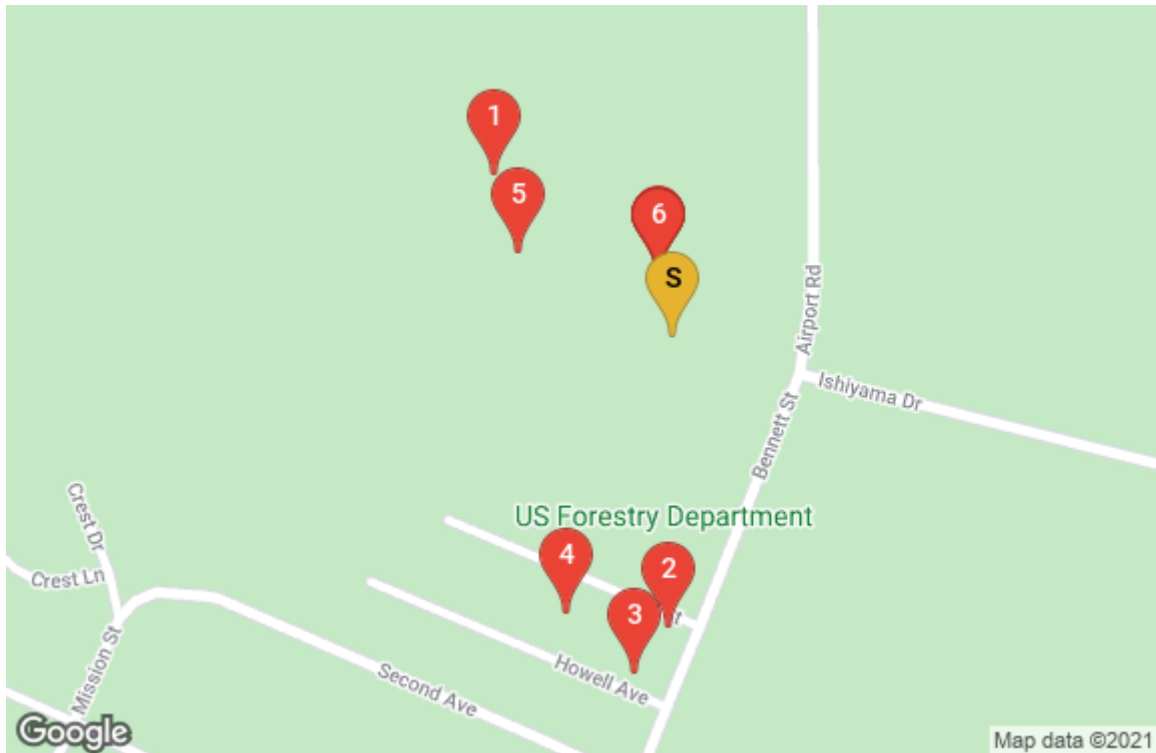 1
5
6
S
Airport Rd
Ishiyama Dr
Bennett St
Crest Dr
US Forestry Department
4
2
Crest Ln
3
Mission St
Howell Ave
Second Ave
Google
Map data ©2021